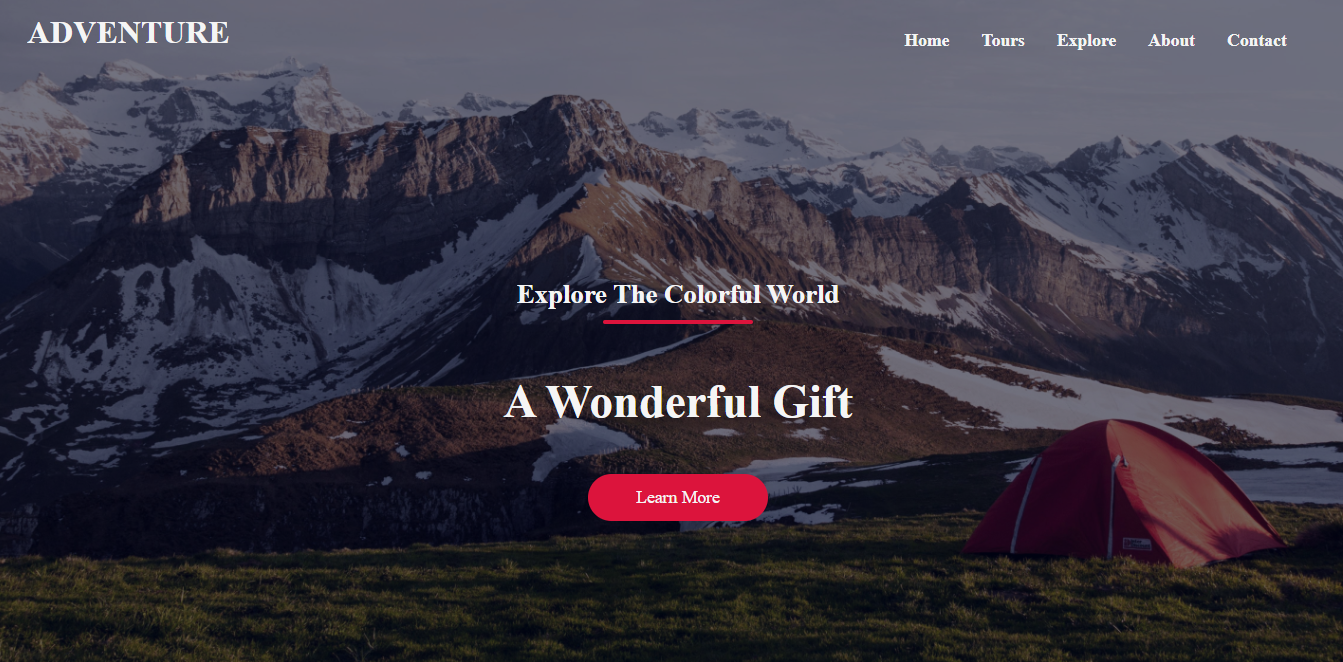 ADVENTURE
Home Tours Explore About Contact
Explore The Colorful World
A Wonderful Gift
Learn More